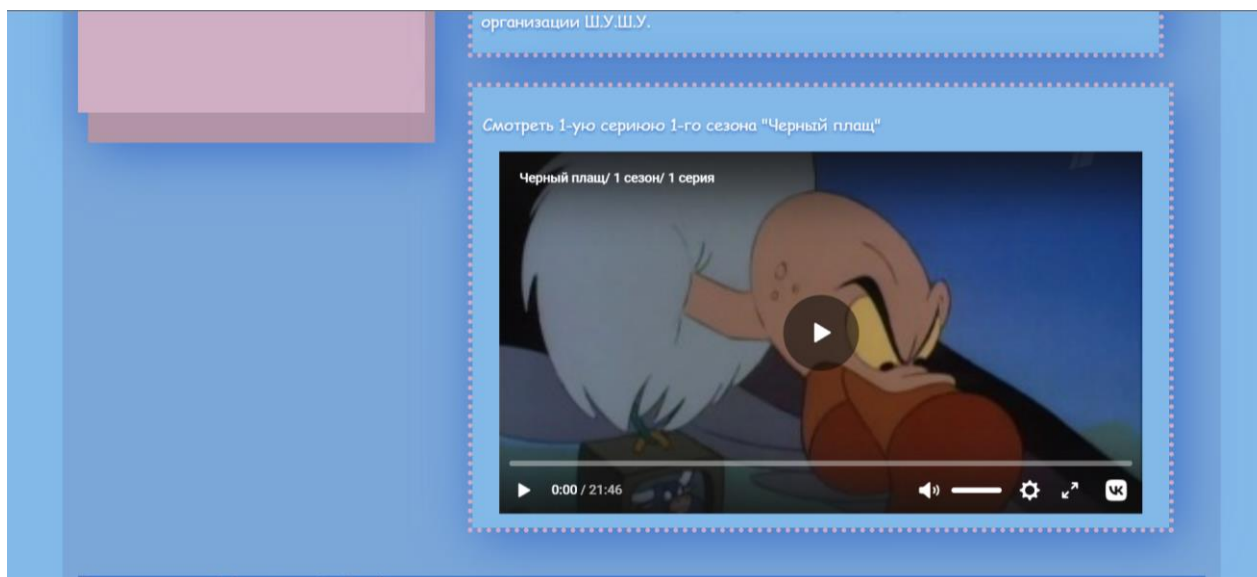 организации Ш.У.Ш.У.
Смотреть 1-ую сериюю 1-го сезона "Черный плащ"
Черный плащ/ 1 сезон/ 1 серия
0:00 / 21:46